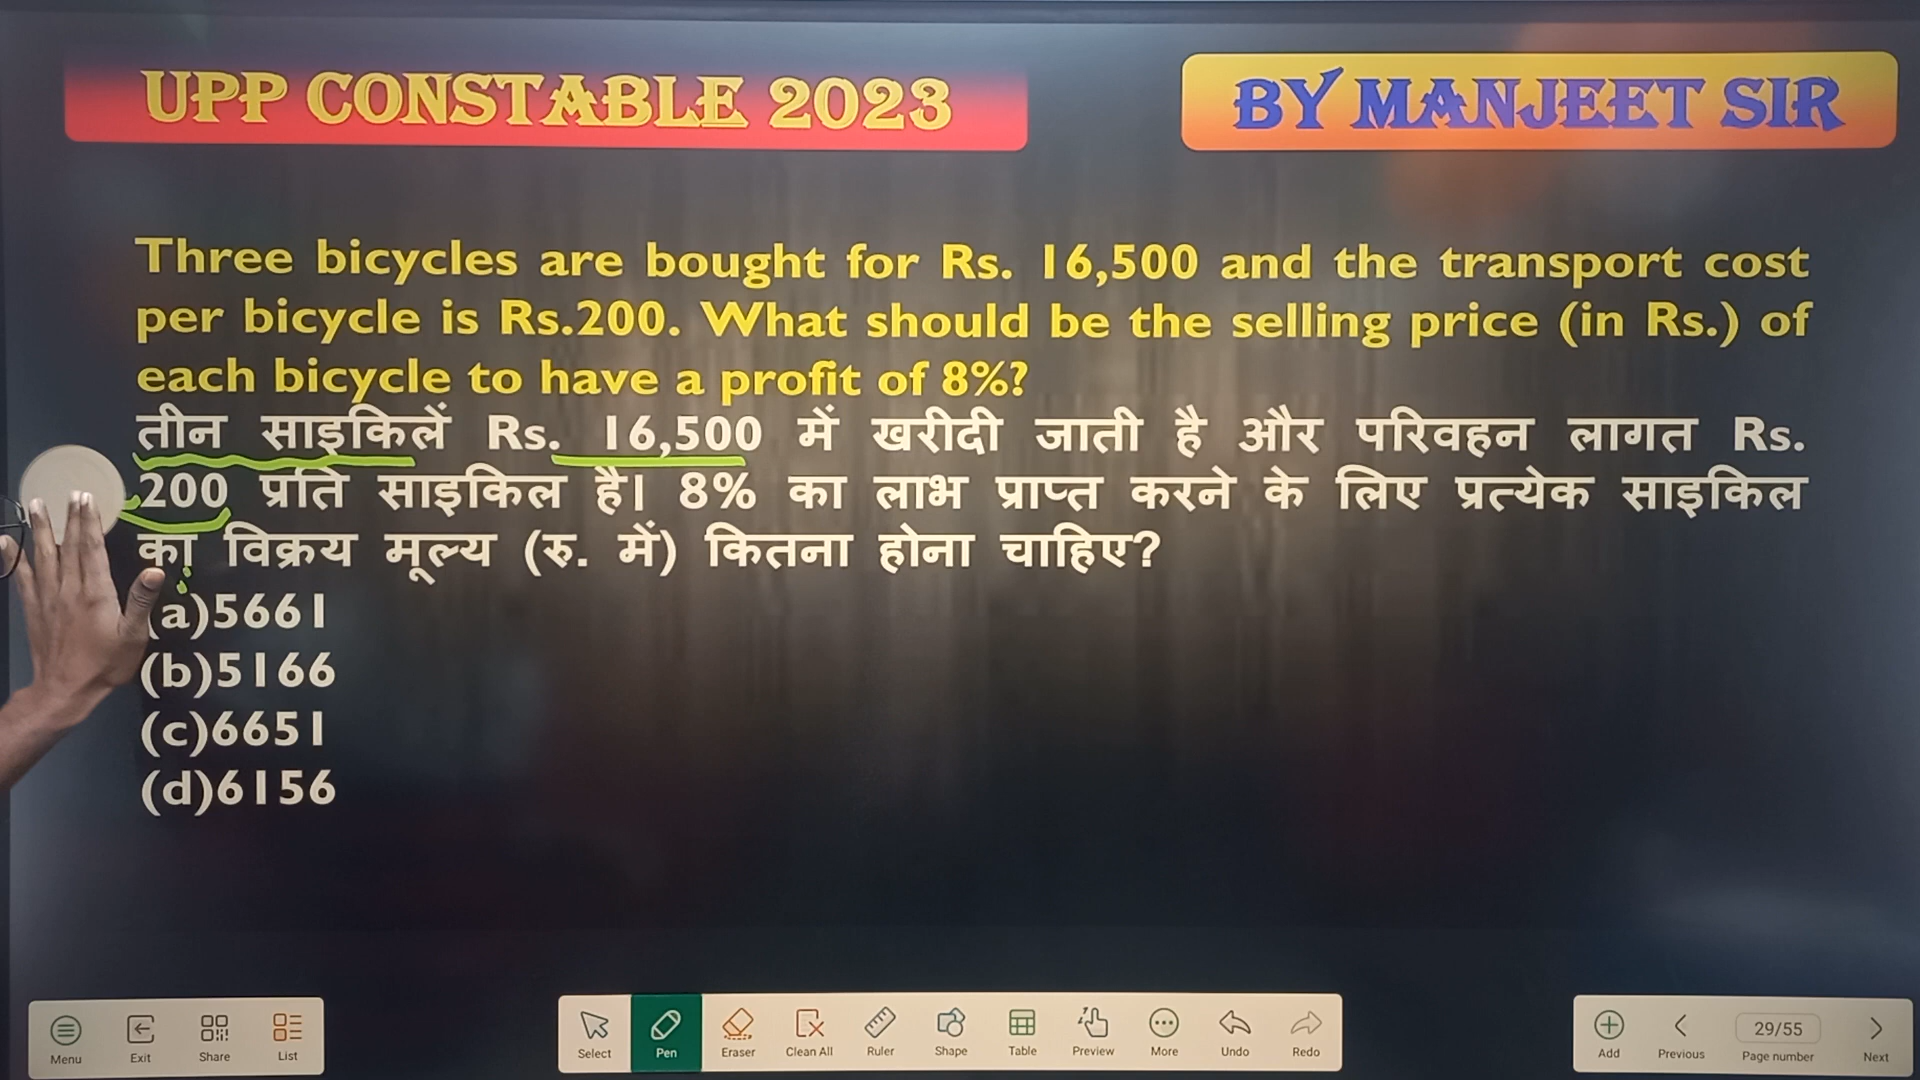 UPP CONSTABLE 2023
BY MANJEET SIR
Three bicycles are bought for Rs. 16,500 and the transport cost
per bicycle is Rs.200. What should be the selling price (in Rs.) of
each bicycle to have a profit of 8%?
तीन साइकिलें Rs. 16,500 में खरीदी जाती है और परिवहन लागत Rs.
200 प्रति साइकिल है। 8% का लाभ प्राप्त करने के लिए प्रत्येक साइकिल
का विक्रय मूल्य (रु. में) कितना होना चाहिए?
(a)5661
(b)5166
(c)6651
(d)6156
Menu Exit Share List Select Pen Eraser Clean All Ruler Shape Table Preview More Undo Redo Add Previous 29/55 Page number Next